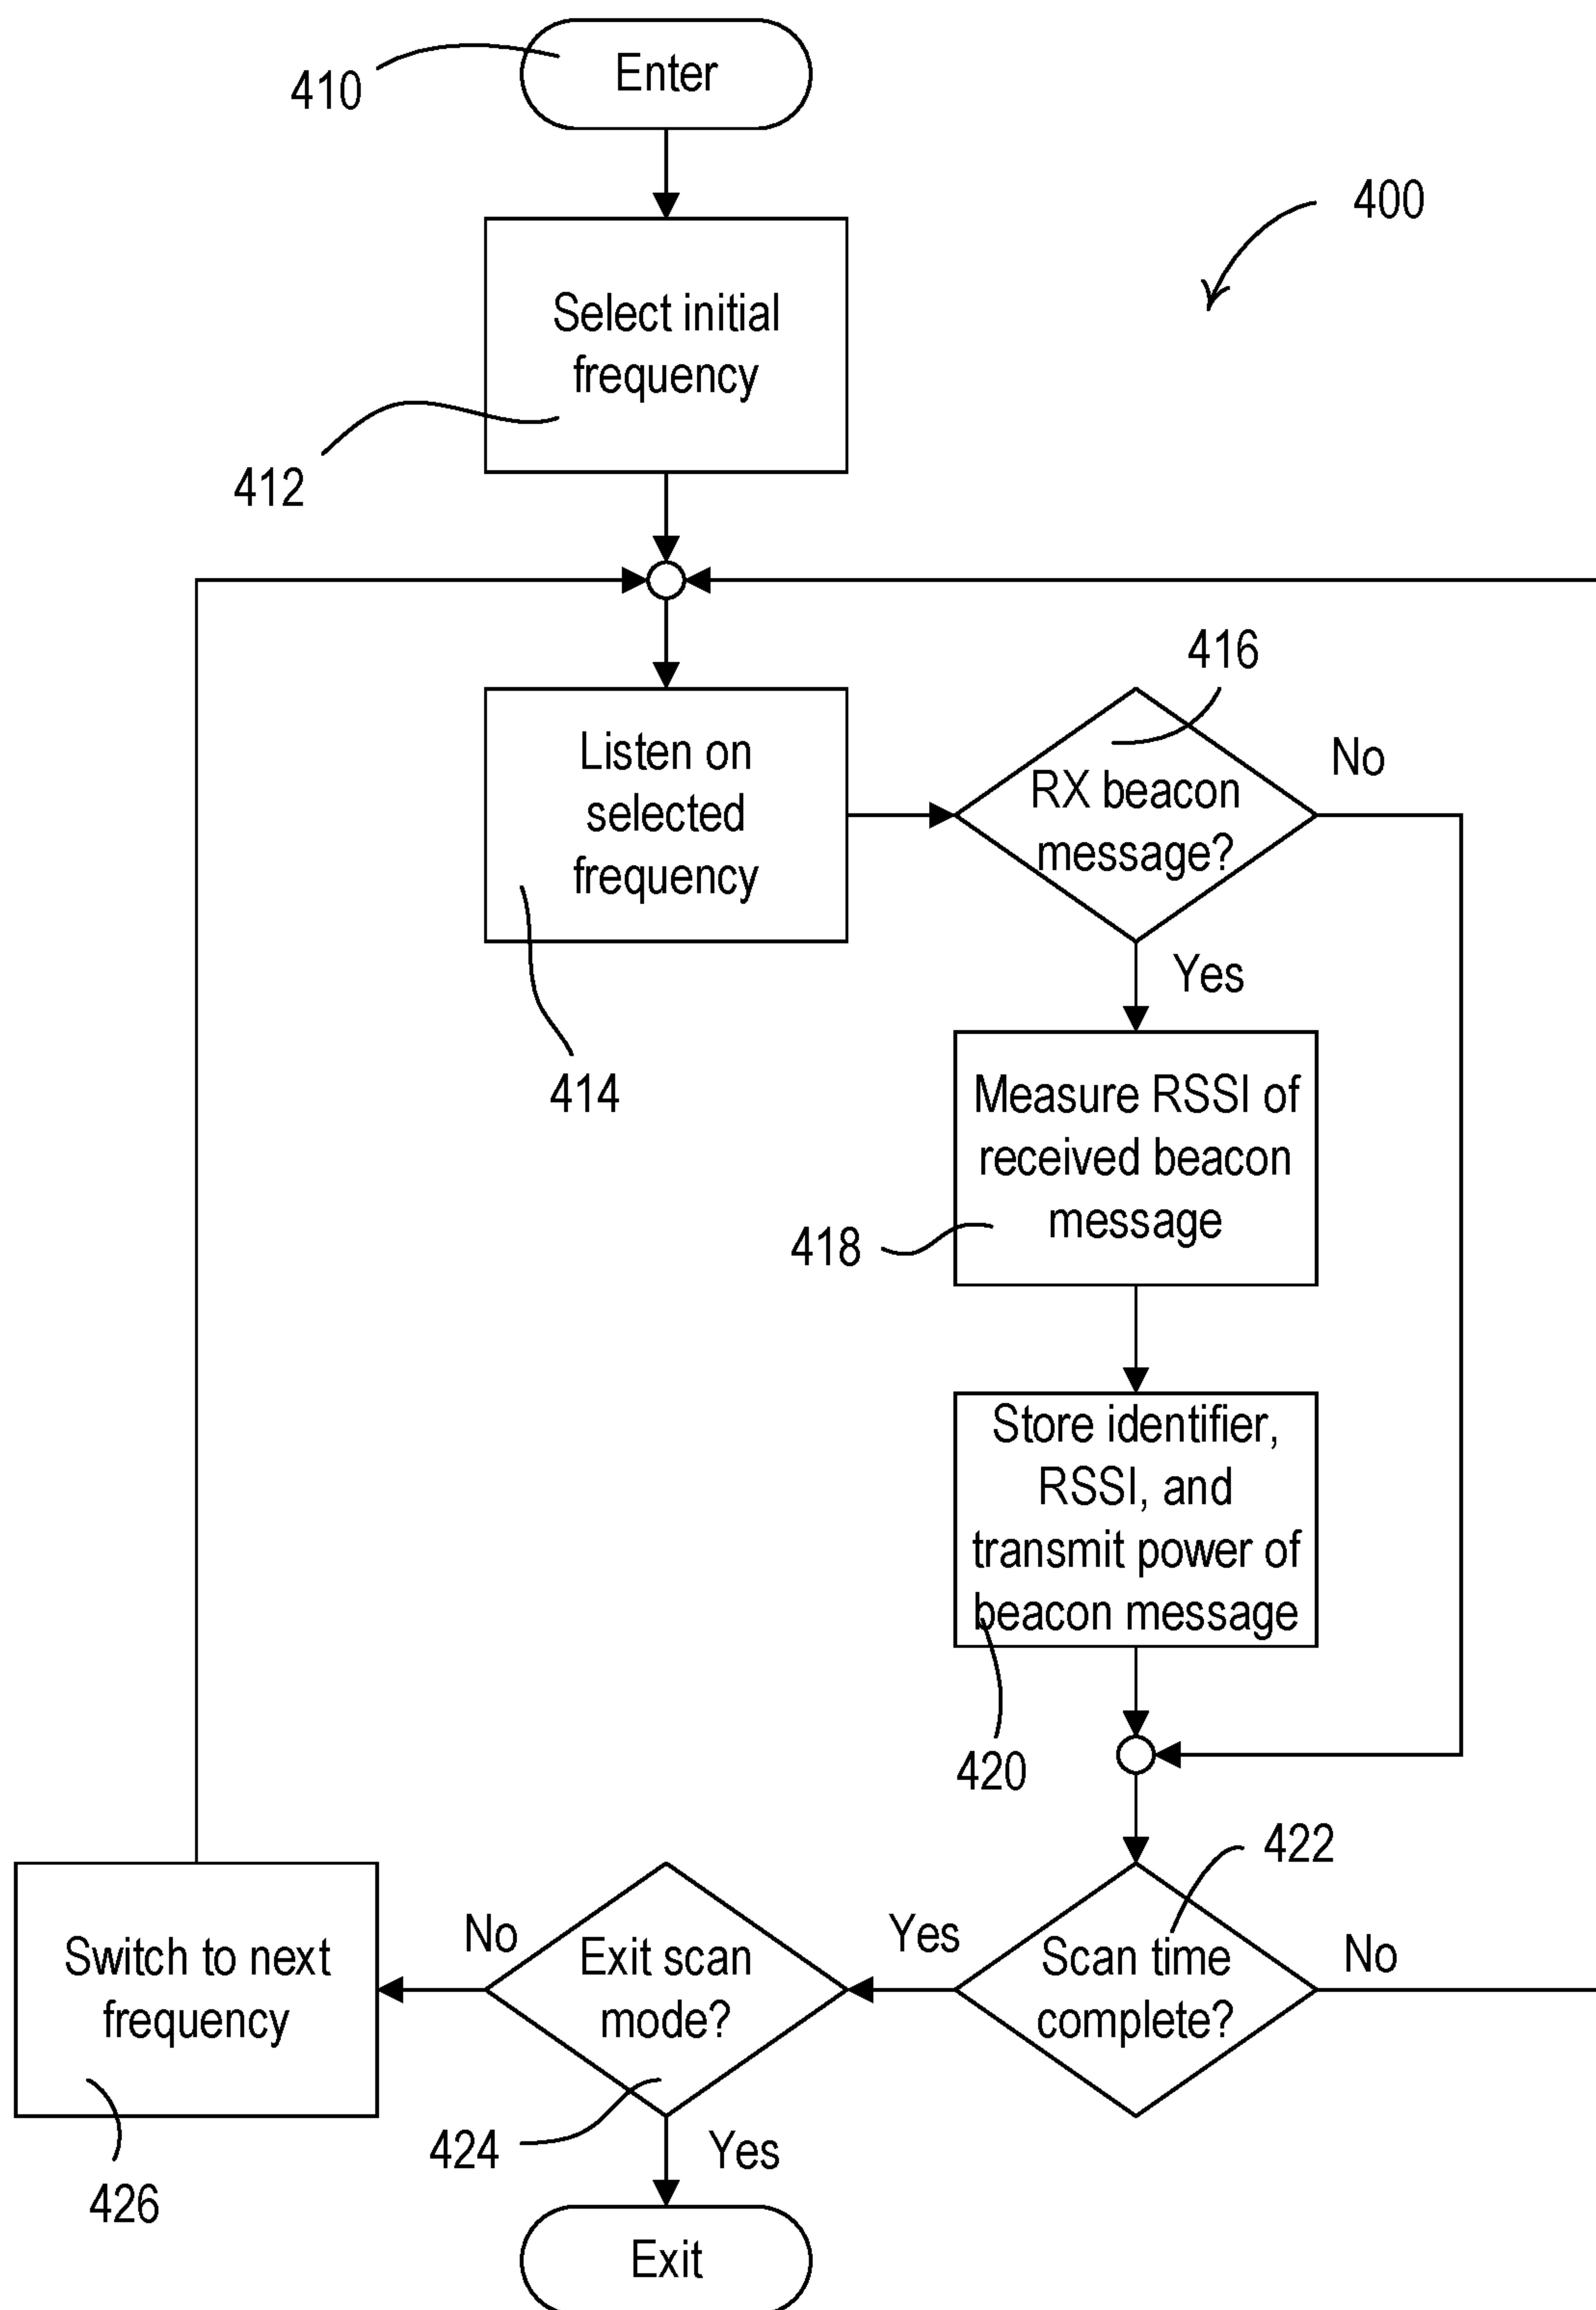 Enter
410
400
Select initial
frequency
412
416
No
Listen on
selected
frequency
RX beacon
message?
Yes
414
Measure RSSI of
received beacon
message
418
Store identifier,
RSSI, and
transmit power of
beacon message
420
422
Switch to next
frequency
No
Exit scan
mode?
Yes
Scan time
complete?
No
424
Yes
426
Exit